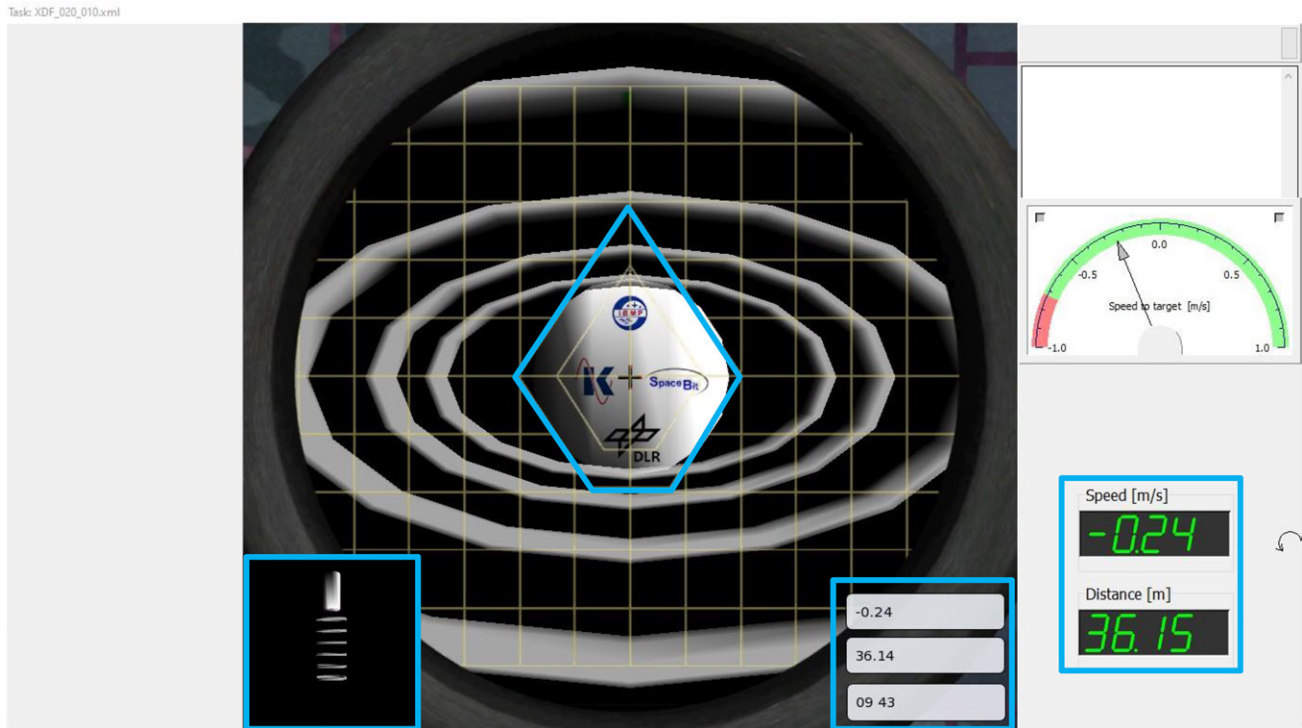 Task: XDF_020_010.xml
IBMP
K
SpaceBit
DLR
0.0
-0.5
0.5
Speed to target [m/s]
-1.0
1.0
Speed [m/s]
-0.24
Distance [m]
36.15
-0.24
36.14
09 43